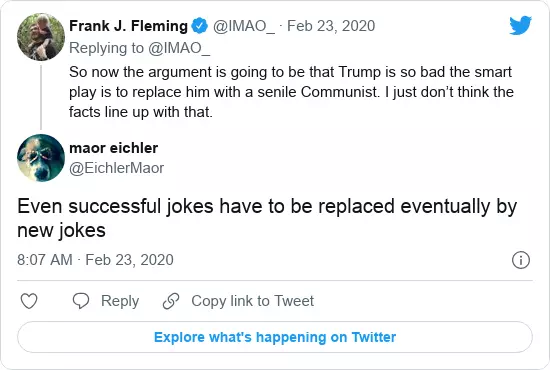 Frank J. Fleming @IMAO_ · Feb 23, 2020
Replying to @IMAO_
So now the argument is going to be that Trump is so bad the smart
play is to replace him with a senile Communist. I just don't think the
facts line up with that.
maor eichler
@EichlerMaor
Even successful jokes have to be replaced eventually by
new jokes
8:07 AM · Feb 23, 2020
Reply Copy link to Tweet
Explore what's happening on Twitter